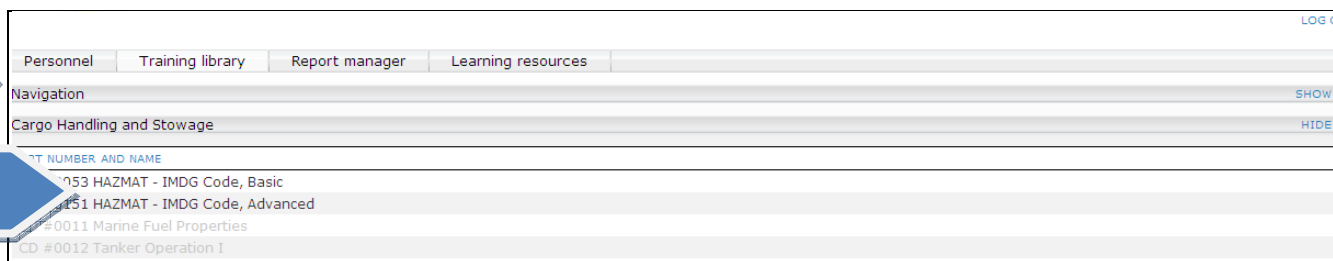 LOG
Personnel Training library Report manager Learning resources
Navigation SHOW
Cargo Handling and Stowage HIDE
NUMBER AND NAME
053 HAZMAT - IMDG Code, Basic
151 HAZMAT - IMDG Code, Advanced
#0011 Marine Fuel Properties
CD #0012 Tanker Operation I